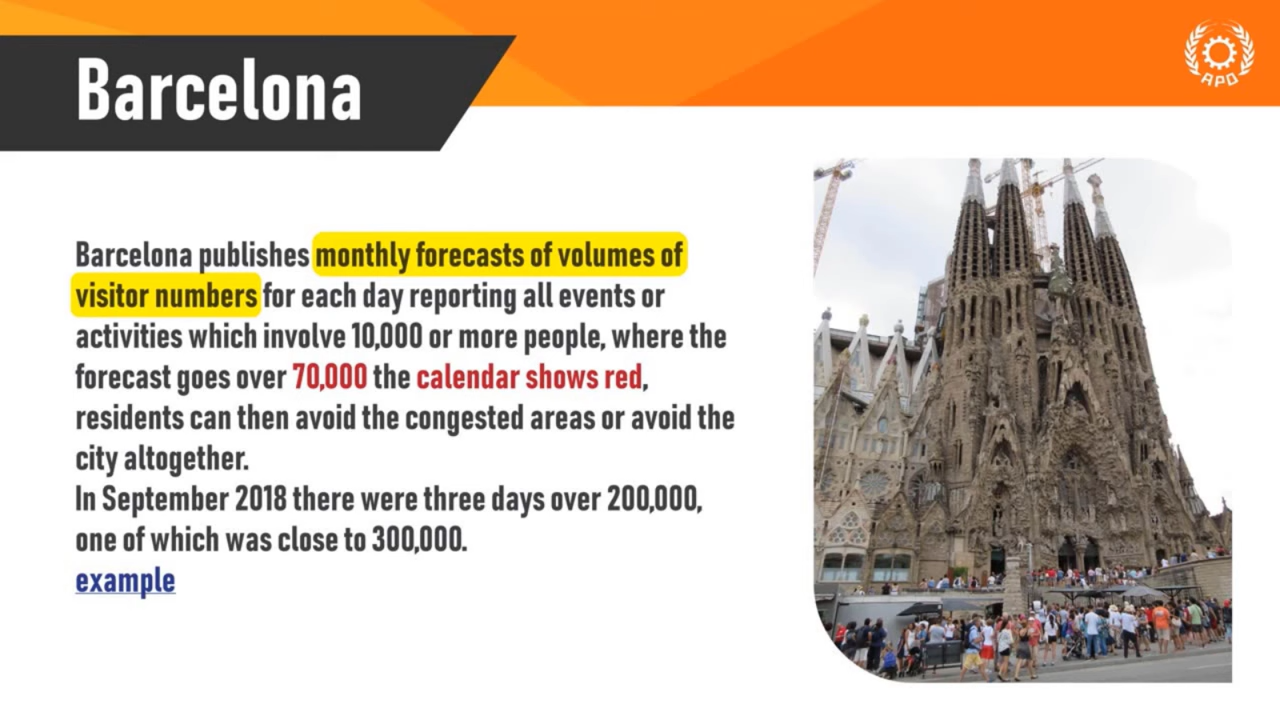 APO
Barcelona
Barcelona publishes monthly forecasts of volumes of
visitor numbers for each day reporting all events or
activities which involve 10,000 or more people, where the
forecast goes over 70,000 the calendar shows red,
residents can then avoid the congested areas or avoid the
city altogether.
In September 2018 there were three days over 200,000,
one of which was close to 300,000.
example